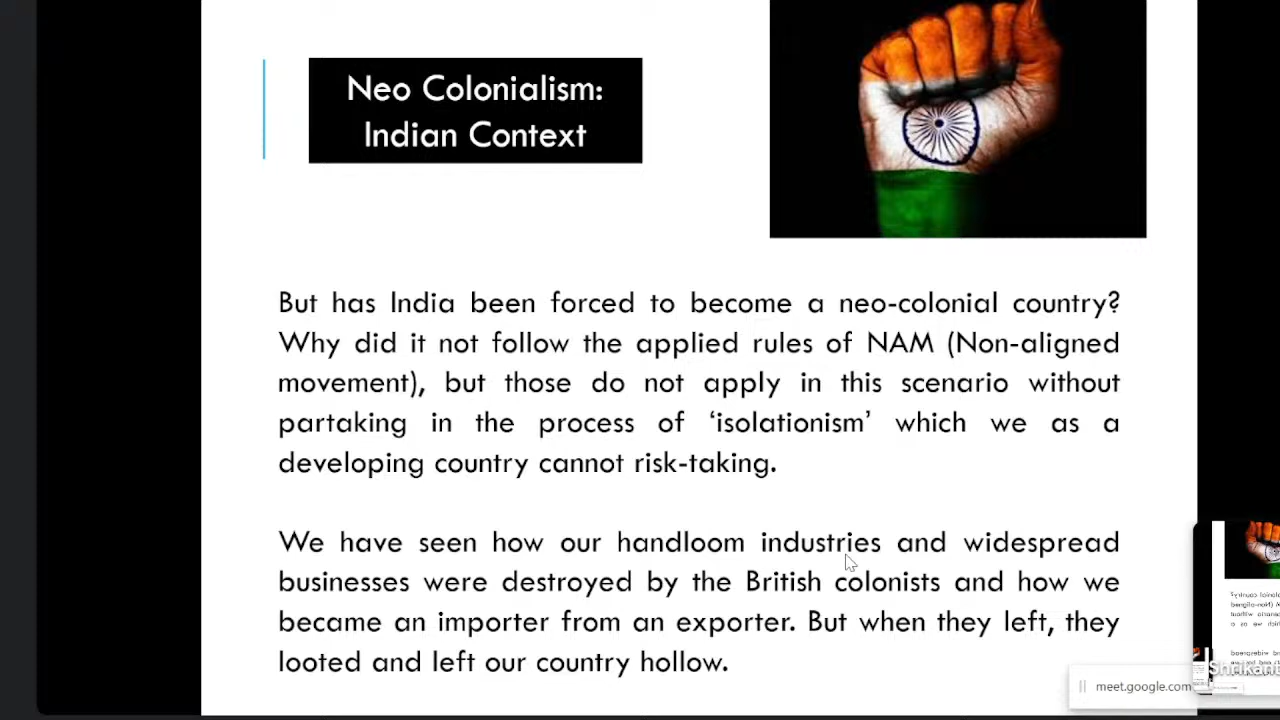 Neo Colonialism:
Indian Context
But has India been forced to become a neo-colonial country?
Why did it not follow the applied rules of NAM (Non-aligned
movement), but those do not apply in this scenario without
partaking in the process of ‘isolationism’ which we as a
developing country cannot risk-taking.
We have seen how our handloom industries and widespread
businesses were destroyed by the British colonists and how we
became an importer from an exporter. But when they left, they
looted and left our country hollow.
meet.google.com
Shrikant